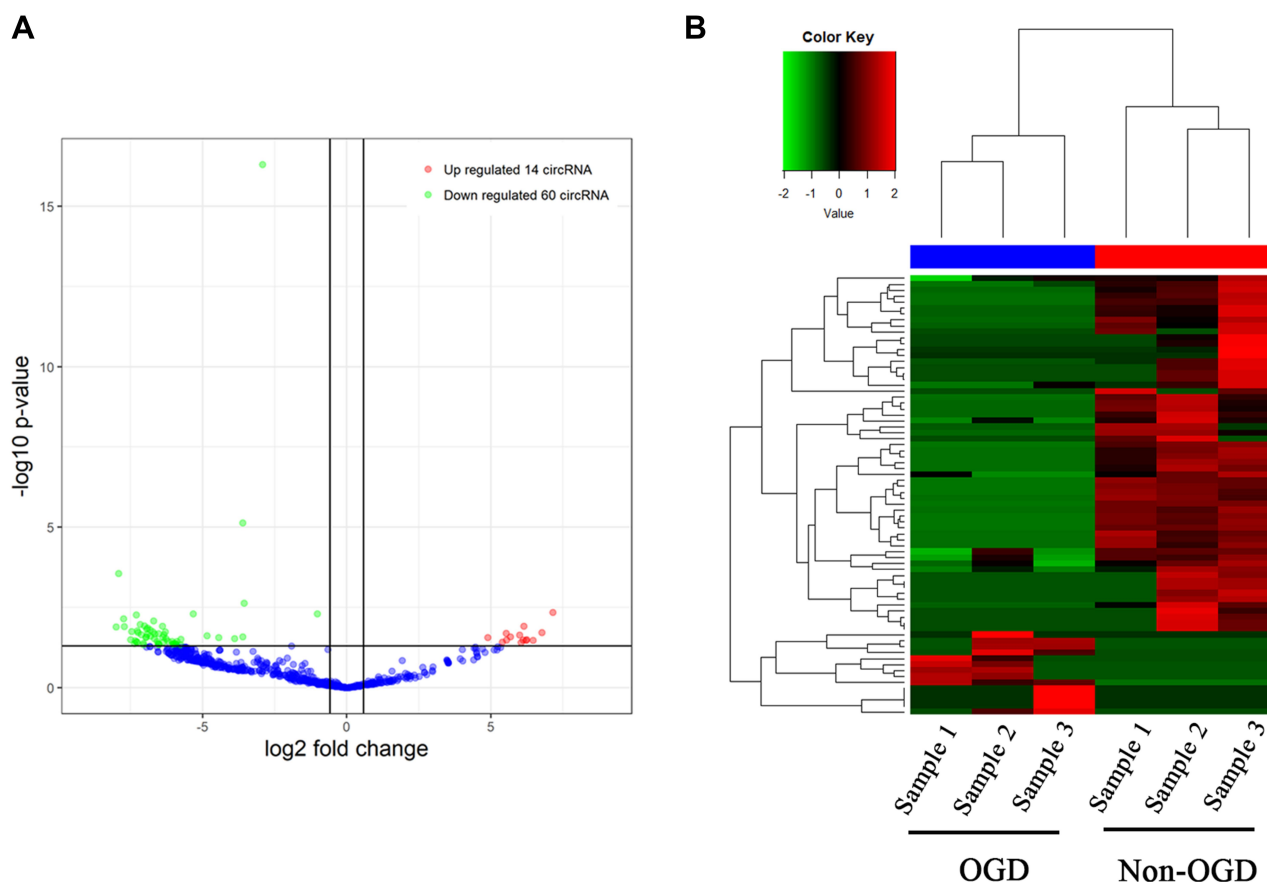 A
Up regulated 14 circRNA
Down regulated 60 circRNA
15
10
5
0
-log10 p-value
-5
0
5
log2 fold change
B
Color Key
-2 -1 0 1 2
Value
Sample 1
Sample 2
Sample 3
Sample 1
Sample 2
Sample 3
OGD
Non-OGD